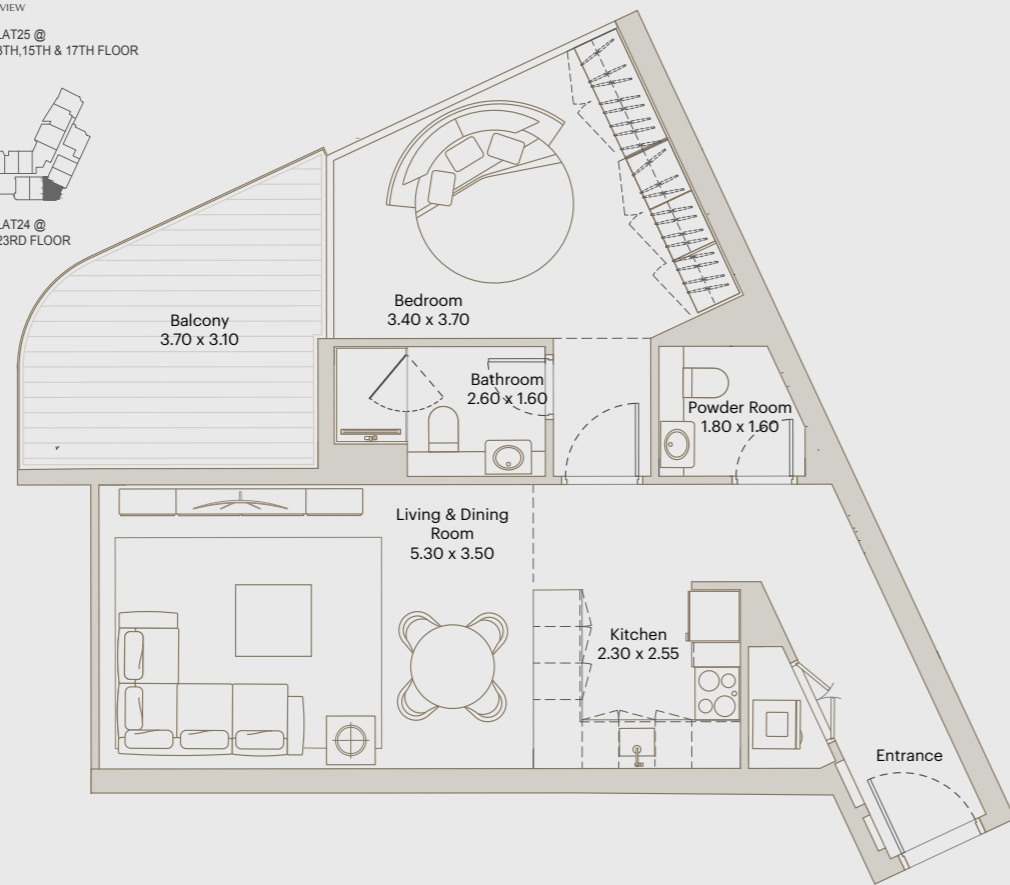 VIEW
LAT25 @
3TH,15TH & 17TH FLOOR
LAT24 @
23RD FLOOR
Balcony
3.70 x 3.10
Bedroom
3.40 x 3.70
Bathroom
2.60 x 1.60
Powder Room
1.80 x 1.60
Living & Dining
Room
5.30 x 3.50
Kitchen
2.30 x 2.55
Entrance